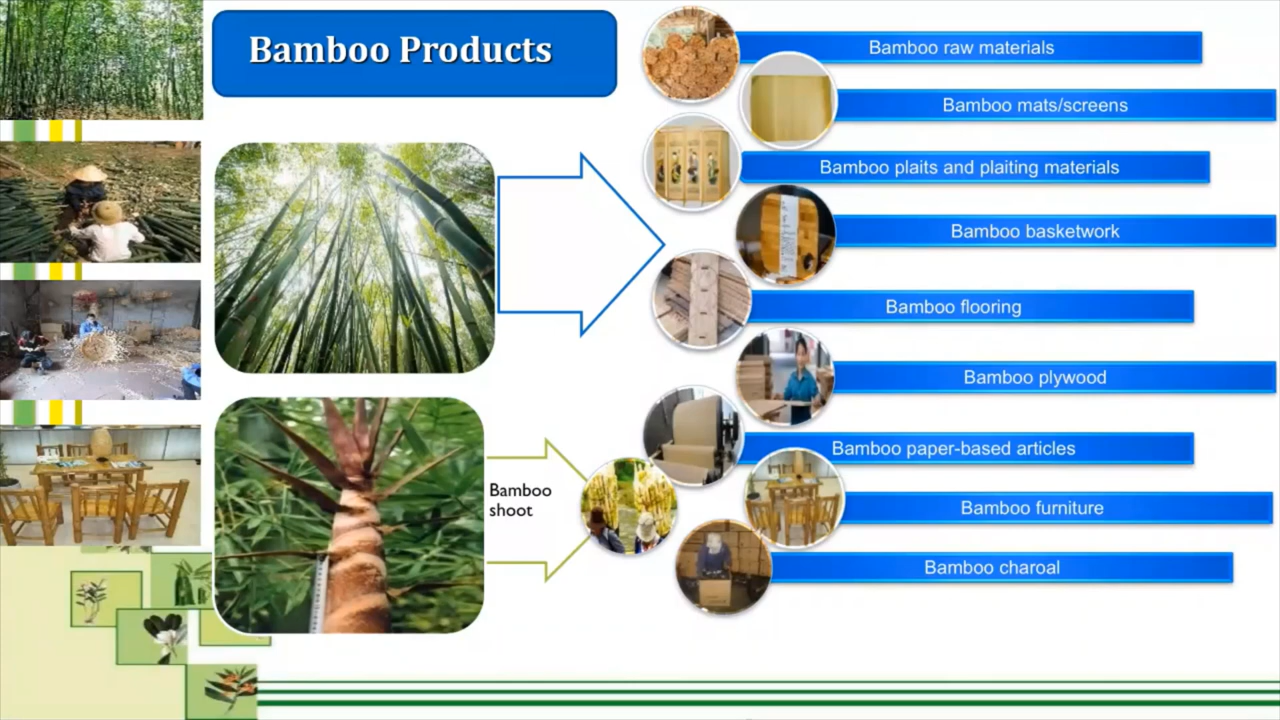 Bamboo Products
Bamboo raw materials
Bamboo mats/screens
Bamboo plaits and plaiting materials
Bamboo basketwork
Bamboo flooring
Bamboo plywood
Bamboo paper-based articles
Bamboo
shoot
Bamboo furniture
Bamboo charoal